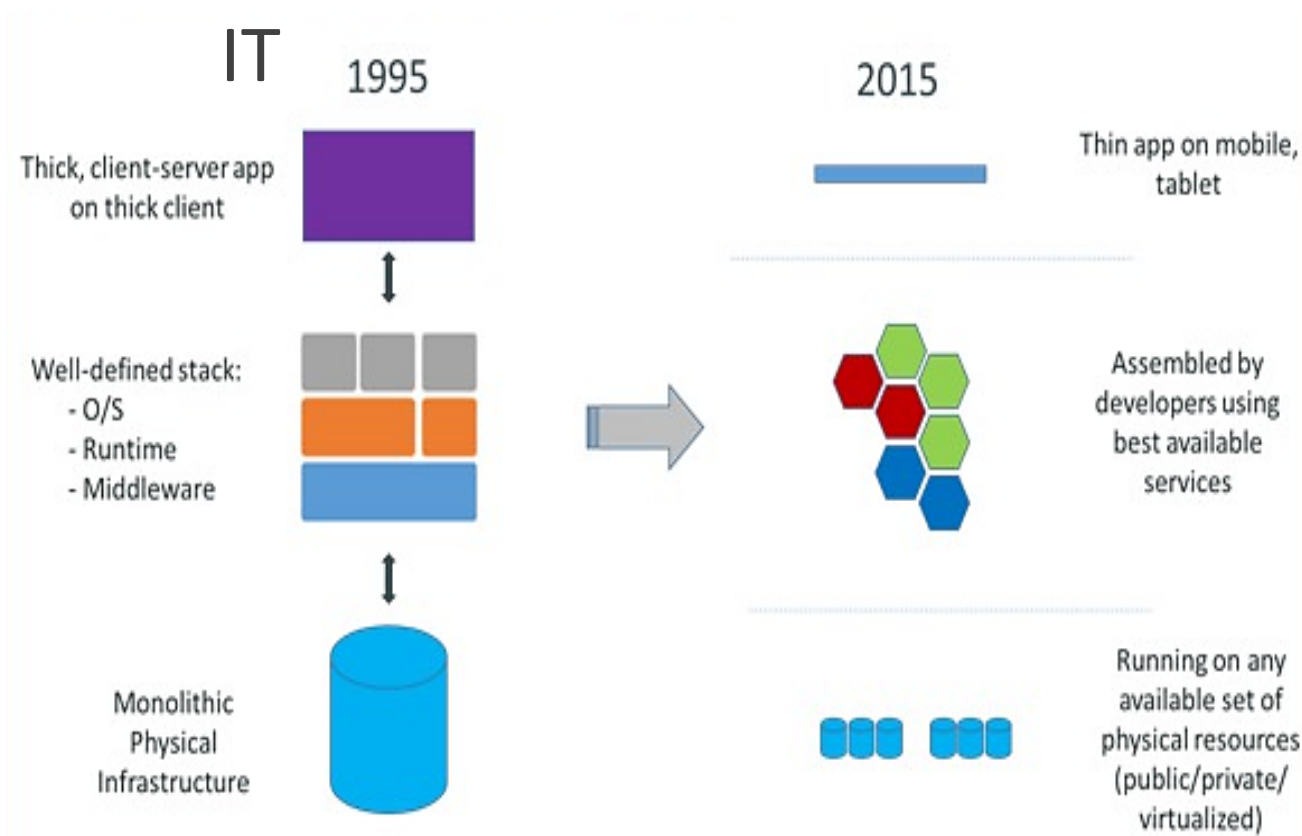 IT
1995
2015
Thick, client-server app
on thick client
Thin app on mobile,
tablet
Well-defined stack:
- O/S
- Runtime
- Middleware
Assembled by
developers using
best available
services
Monolithic
Physical
Infrastructure
Running on any
available set of
physical resources
(public/private/
virtualized)